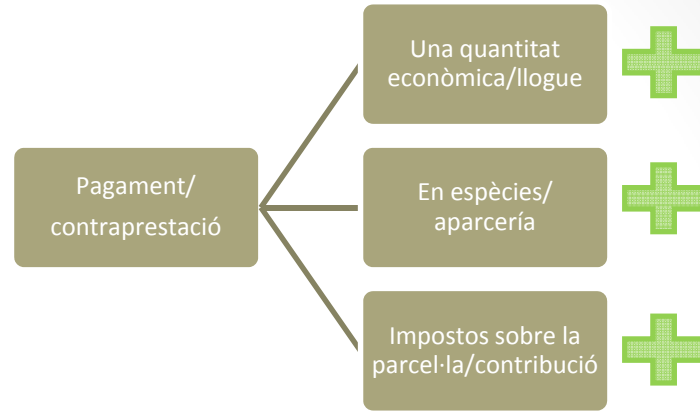 Una quantitat
econòmica/llogue
Pagament/
contraprestació
En espècies/
aparcería
Impostos sobre la
parcel·la/contribució